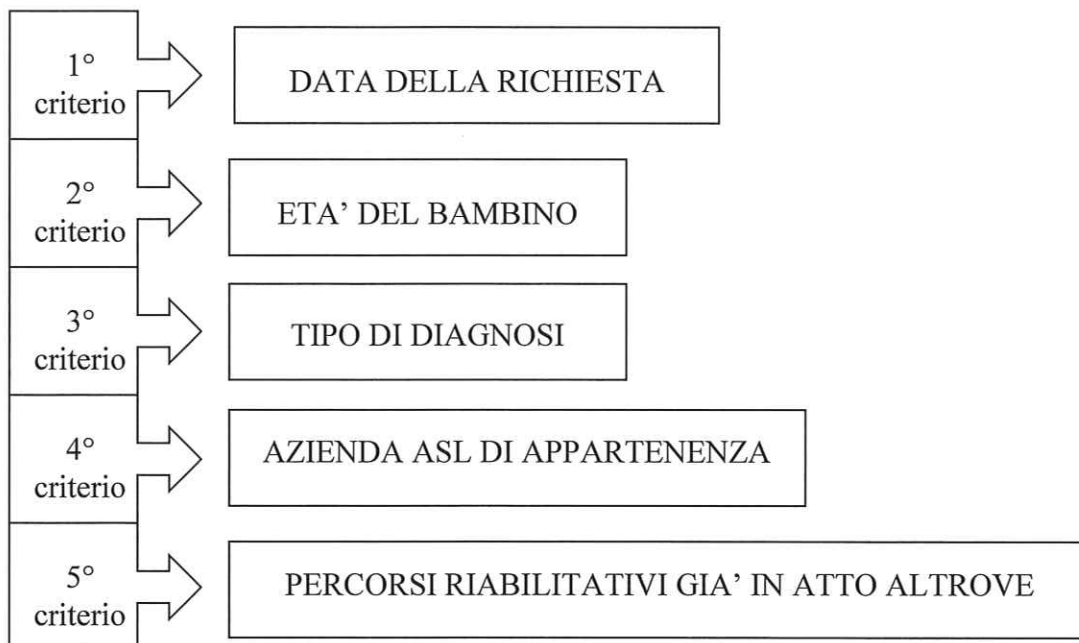 1°
criterio
DATA DELLA RICHIESTA
2°
criterio
ETA’ DEL BAMBINO
3°
criterio
TIPO DI DIAGNOSI
4°
criterio
AZIENDA ASL DI APPARTENENZA
5°
criterio
PERCORSI RIABILITATIVI GIA’ IN ATTO ALTROVE